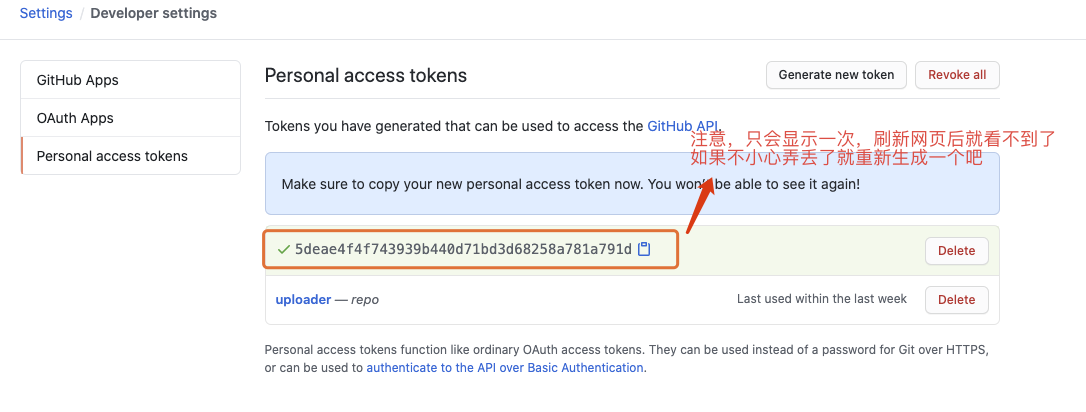 Settings / Developer settings
GitHub Apps
OAuth Apps
Personal access tokens
Personal access tokens
Generate new token
Revoke all
Tokens you have generated that can be used to access the GitHub API.
注意，只会显示一次，刷新网页后就看不到了
如果不小心弄丢了就重新生成一个吧
Make sure to copy your new personal access token now. You won't be able to see it again!
5deae4f4f743939b440d71bd3d68258a781a791d
Delete
uploader — repo
Last used within the last week
Delete
Personal access tokens function like ordinary OAuth access tokens. They can be used instead of a password for Git over HTTPS,
or can be used to authenticate to the API over Basic Authentication.